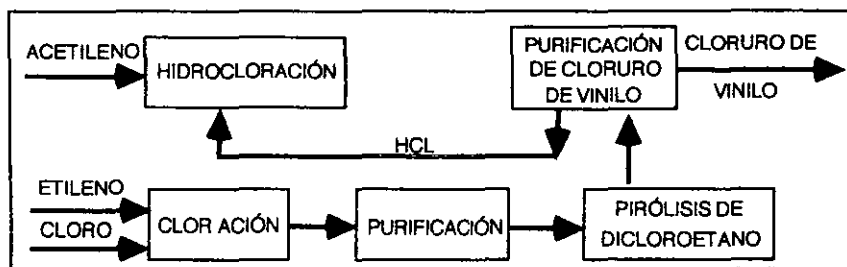 ACETILENO
HIDROCLORACIÓN
PURIFICACIÓN
DE CLORURO
DE VINILO
CLORURO DE
VINILO
HCL
ETILENO
CLORO
CLOR ACIÓN
PURIFICACIÓN
PIRÓLISIS DE
DICLOROETANO